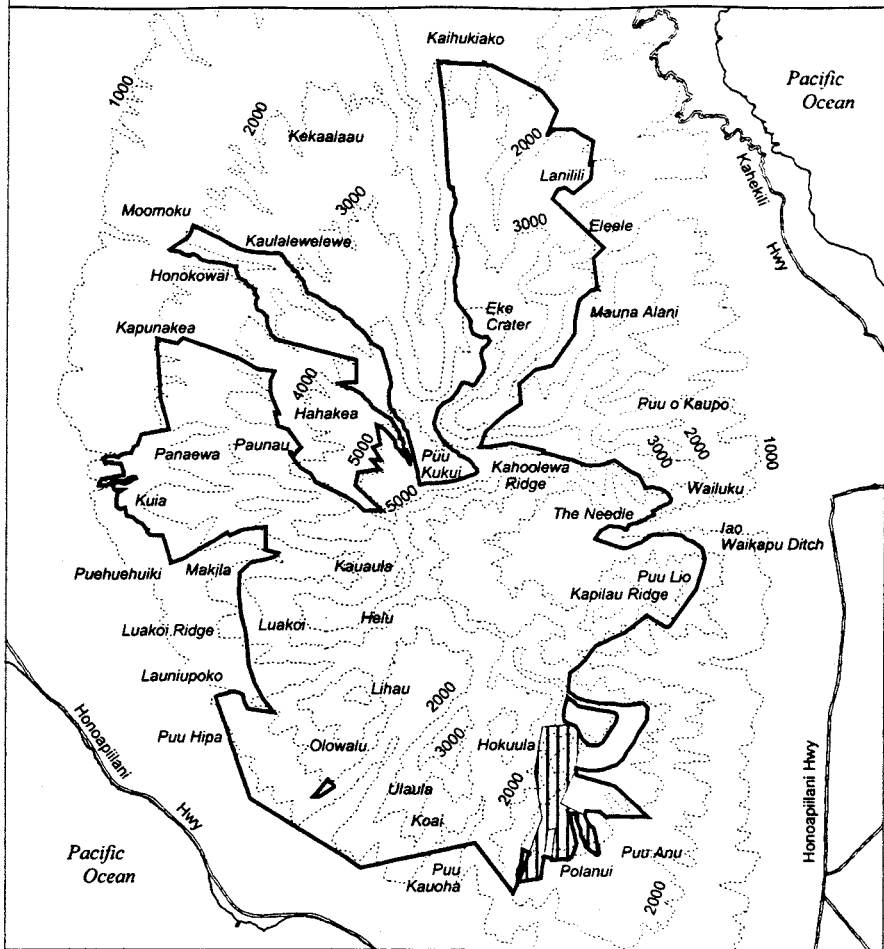 Kaihukiako
Pacific
Ocean
1000
2000
Kekaalaau
2000
Lanilili
Kahekili
Hwy
3000
Moomoku
Kaulalewelewe
3000
Eleele
Honokowai
Eke
Crater
Mauna Alani
Kapunakea
4000
Hahakea
Puu o Kaupo
Panaewa
Paunau
5000
Puu
Kukui
Kahoolewa
Ridge
3000
2000
1000
Wailuku
Kuia
5000
The Needle
Iao
Waikapu Ditch
Puehuehuiki
Makila
Kauaula
Puu Lio
Kapilau Ridge
Luakoi Ridge
Luakoi
Helu
Launiupoko
Lihau
2000
Honoapiilani
Hwy
Puu Hipa
Olowalu
3000
Hokuula
Honoapiilani Hwy
Ulaula
2000
Koai
Pacific
Ocean
Puu
Kauoha
Polanui
Puu Anu
2000